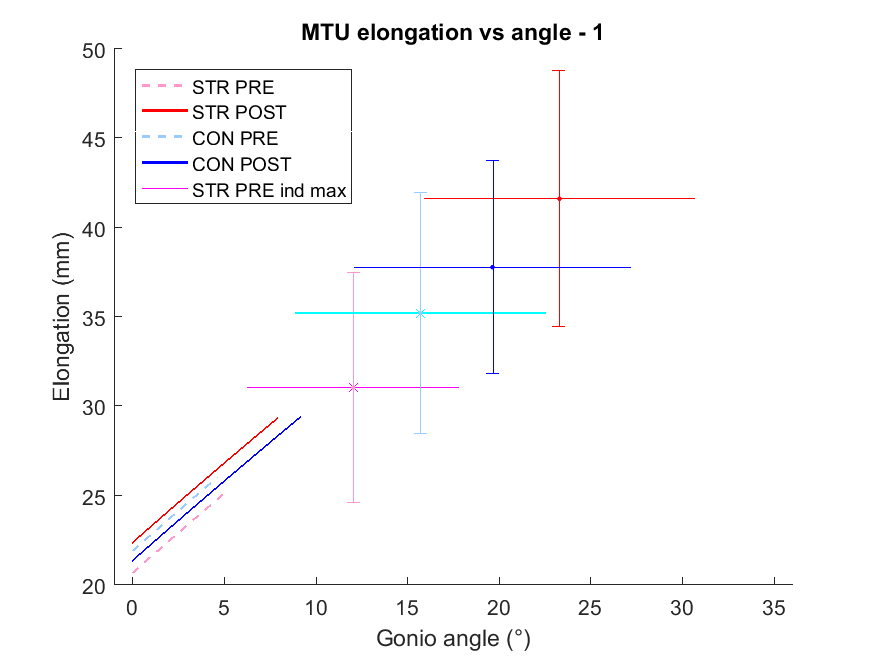 MTU elongation vs angle - 1
50
45
40
35
30
25
20
Elongation (mm)
STR PRE
STR POST
CON PRE
CON POST
STR PRE ind max
0 5 10 15 20 25 30 35
Gonio angle (°)